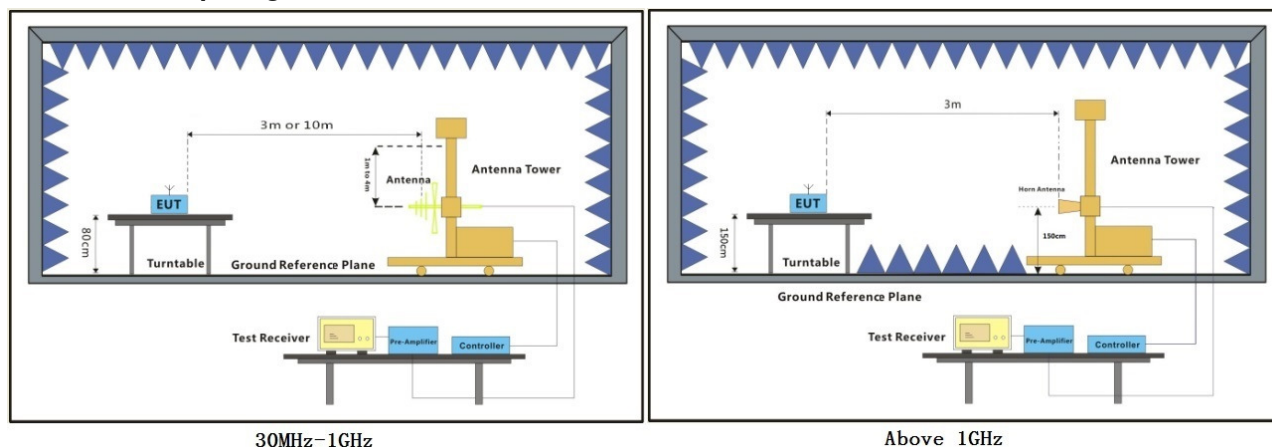 3m or 10m
1m to 4m
Antenna
Antenna Tower
EUT
80cm
Turntable
Ground Reference Plane
Test Receiver
Pre-Amplifier
Controller
30MHz-1GHz
3m
Antenna Tower
Horn Antenna
EUT
150cm
150cm
Turntable
Ground Reference Plane
Test Receiver
Pre-Amplifier
Controller
Above 1GHz